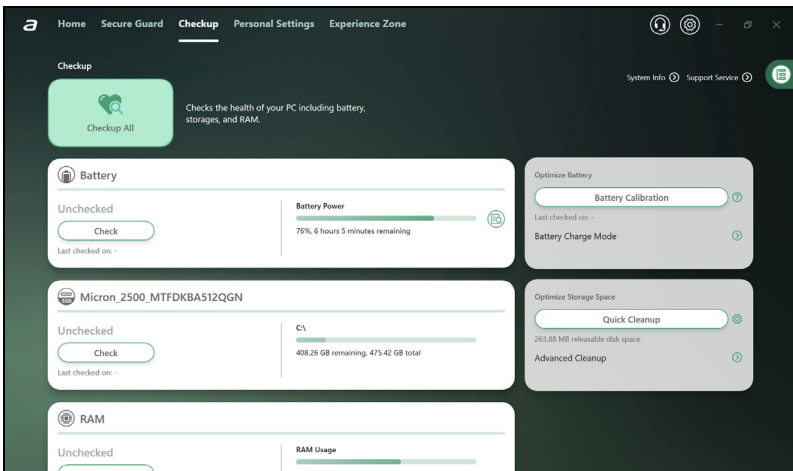 a
Home Secure Guard Checkup Personal Settings Experience Zone
Checkup
System Info Support Service
Checkup All
Checks the health of your PC including battery,
storages, and RAM.
Battery
Unchecked
Check
Last checked on: -
Battery Power
76%, 6 hours 5 minutes remaining
Optimize Battery
Battery Calibration
?
Last checked on: -
Battery Charge Mode
SSD
Micron_2500_MTFDKBA512QGN
Unchecked
Check
Last checked on: -
C:\
408.26 GB remaining, 475.42 GB total
Optimize Storage Space
Quick Cleanup
263.88 MB releasable disk space
Advanced Cleanup
RAM
Unchecked
RAM Usage